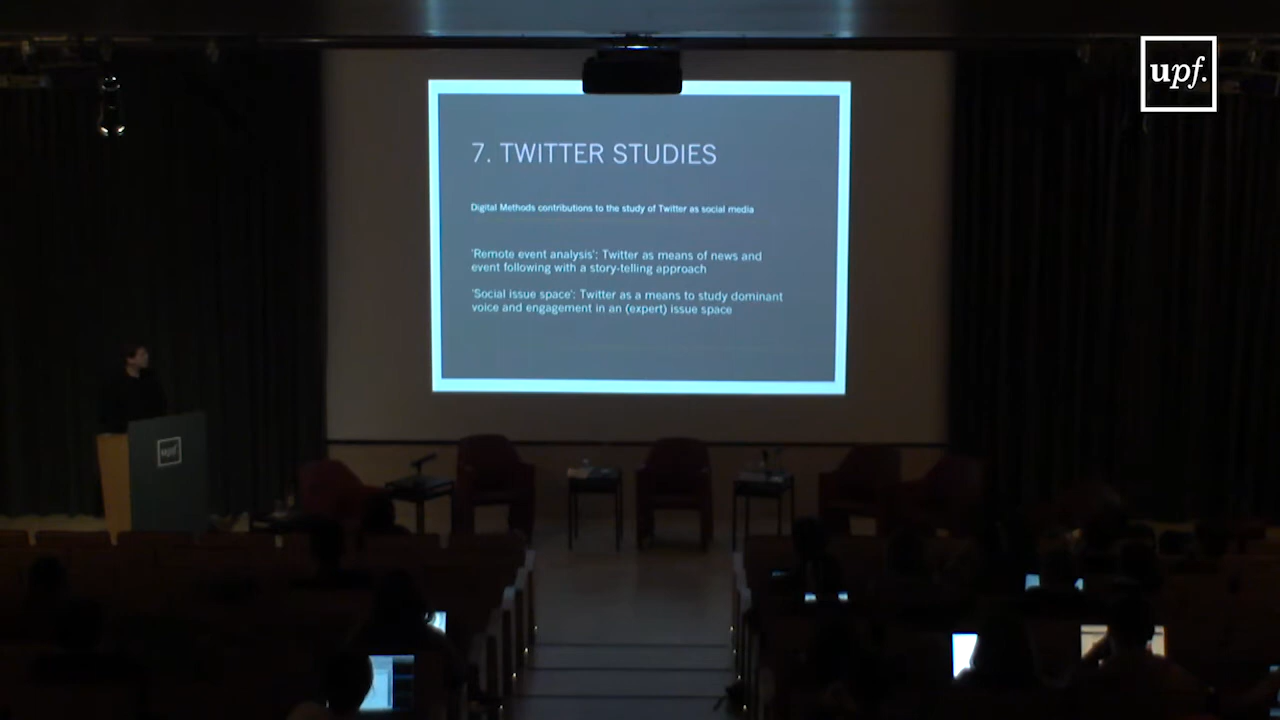 upf.
7. TWITTER STUDIES
Digital Methods contributions to the study of Twitter as social media
'Remote event analysis': Twitter as means of news and
event following with a story-telling approach
'Social issue space': Twitter as a means to study dominant
voice and engagement in an (expert) issue space
upf.